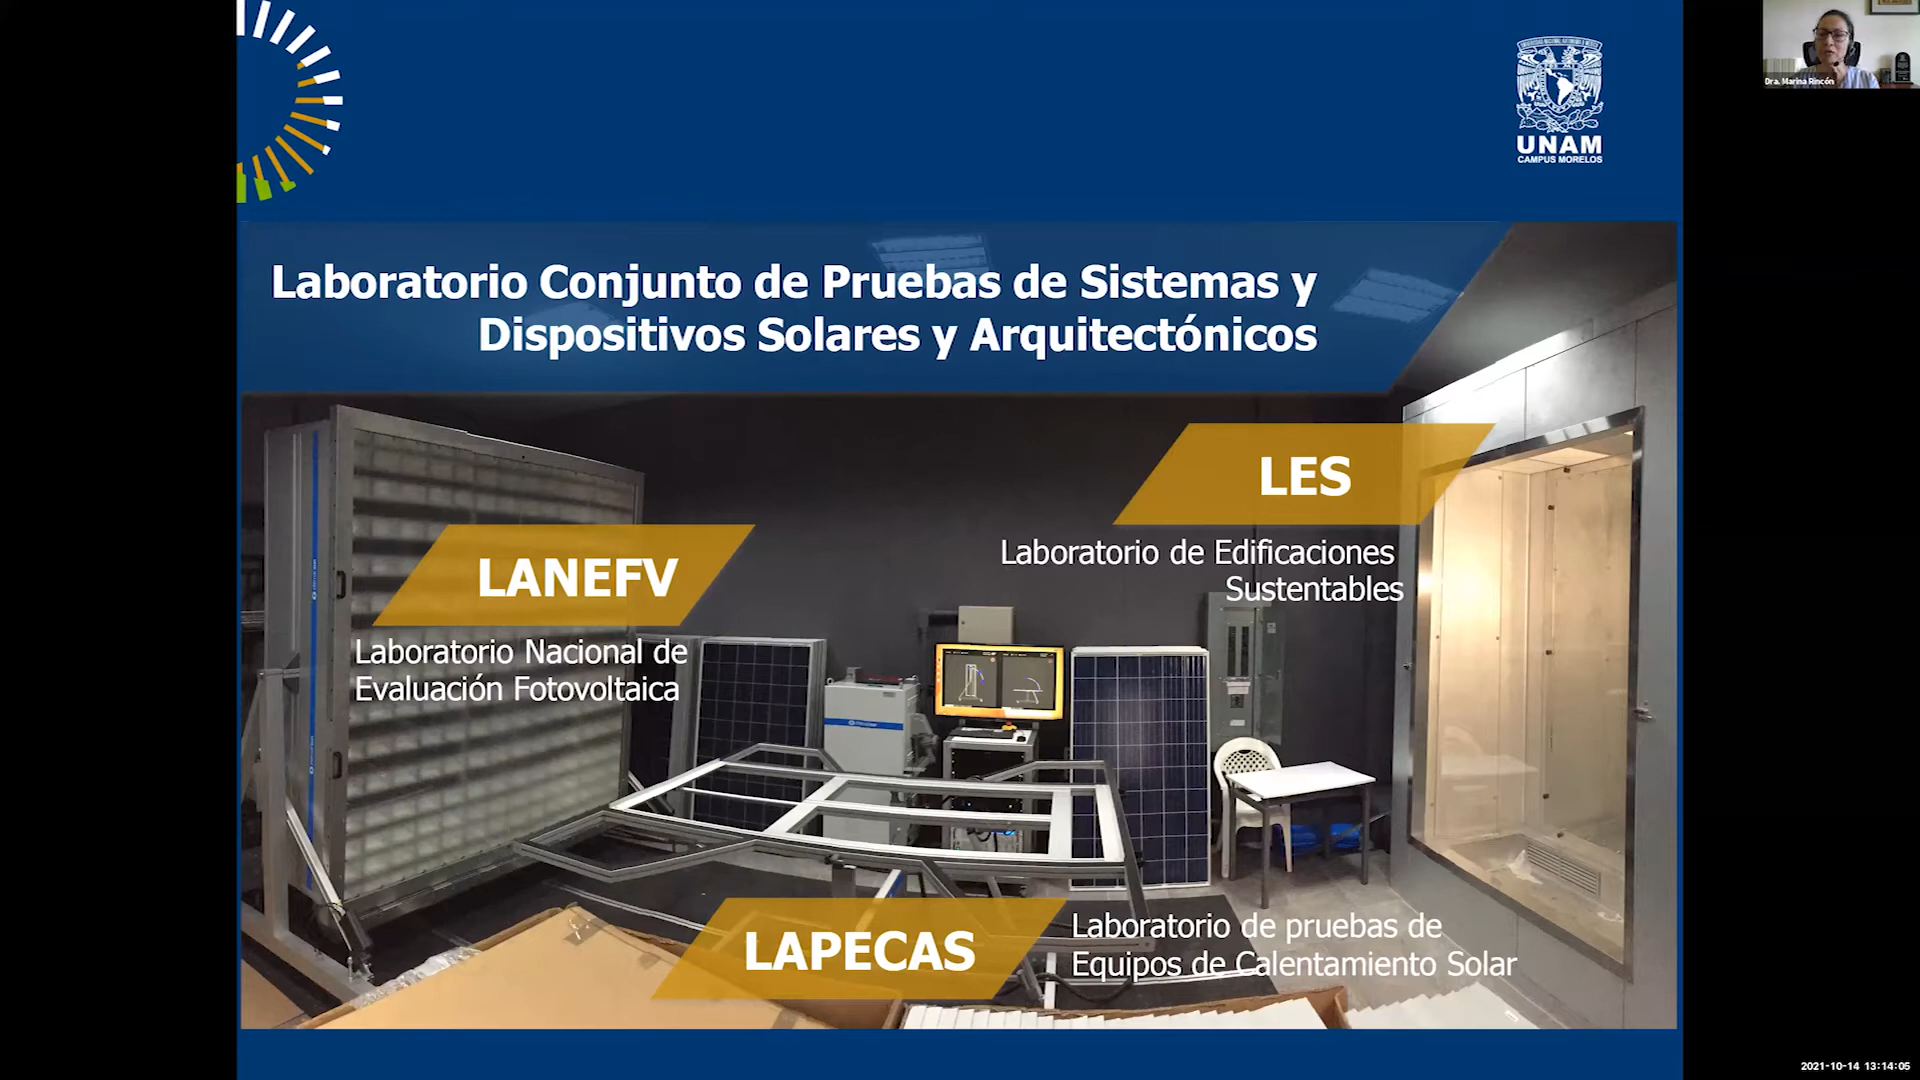 Dra. Marina Rincón
UNAM
CAMPUS MORELOS
Laboratorio Conjunto de Pruebas de Sistemas y
Dispositivos Solares y Arquitectónicos
LES
Laboratorio de Edificaciones
Sustentables
LANEFV
Laboratorio Nacional de
Evaluación Fotovoltaica
LAPECAS
Laboratorio de pruebas de
Equipos de Calentamiento Solar
2021-10-14 13:14:05